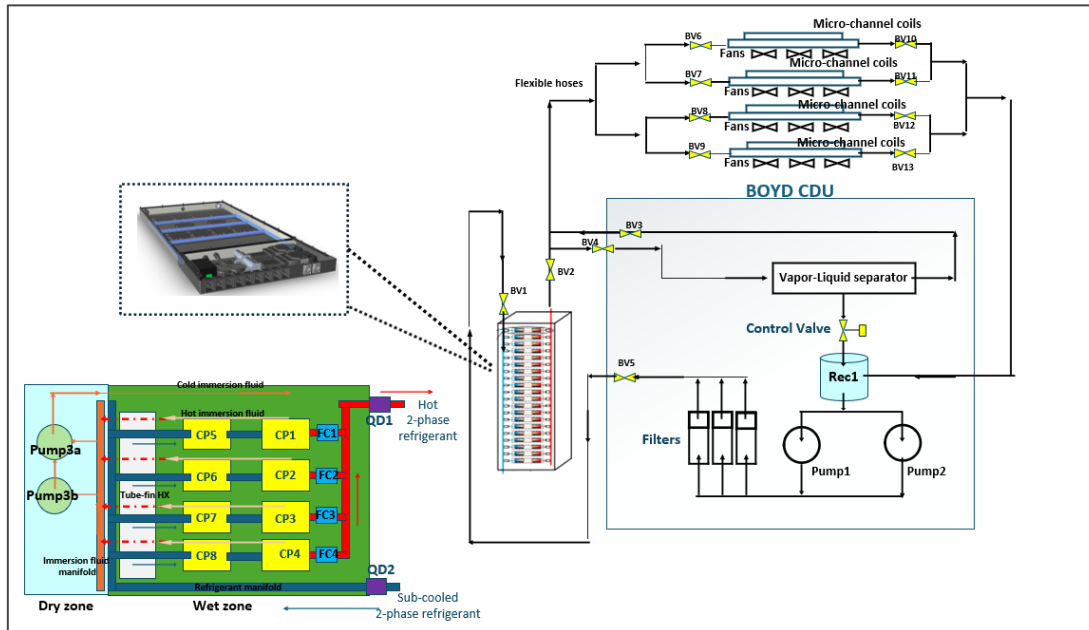 Micro-channel coils
BV6
BV10
Fans
Micro-channel coils
Flexible hoses
BV7
BV11
Fans
Micro-channel coils
BV8
BV12
Fans
Micro-channel coils
BV9
BV13
Fans
BOYD CDU
BV3
BV4
BV2
Vapor-Liquid separator
BV1
Control Valve
BV5
Rec1
Filters
Pump1
Pump2
Cold immersion fluid
Hot immersion fluid
Hot
2-phase
refrigerant
QD1
CP5
CP1
FC1
Pump3a
CP6
CP2
FC2
Pump3b
Tube-fin HX
CP7
CP3
FC3
CP8
CP4
FC4
Immersion fluid
manifold
QD2
Refrigerant manifold
Sub-cooled
2-phase refrigerant
Dry zone
Wet zone